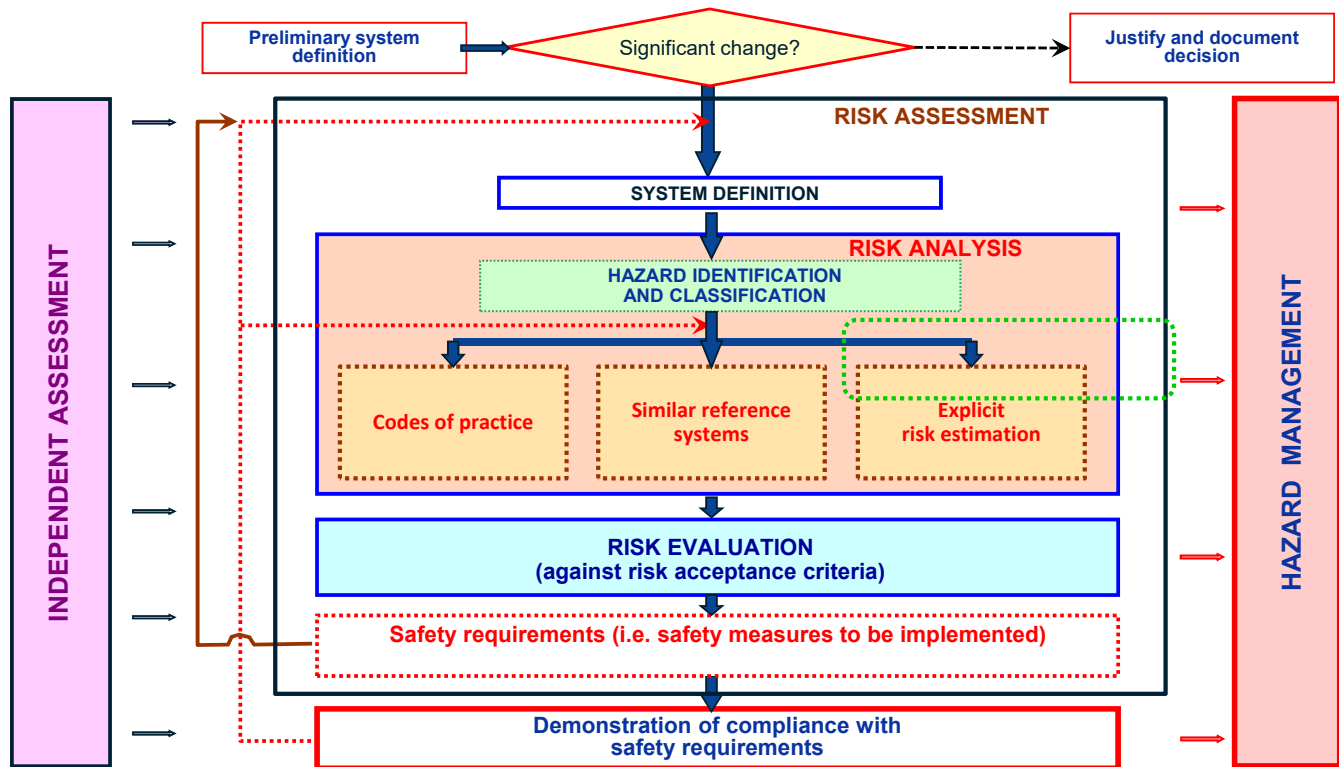 Preliminary system
definition
Significant change?
Justify and document
decision
INDEPENDENT ASSESSMENT
RISK ASSESSMENT
SYSTEM DEFINITION
RISK ANALYSIS
HAZARD IDENTIFICATION
AND CLASSIFICATION
Codes of practice
Similar reference
systems
Explicit
risk estimation
RISK EVALUATION
(against risk acceptance criteria)
Safety requirements (i.e. safety measures to be implemented)
Demonstration of compliance with
safety requirements
HAZARD MANAGEMENT